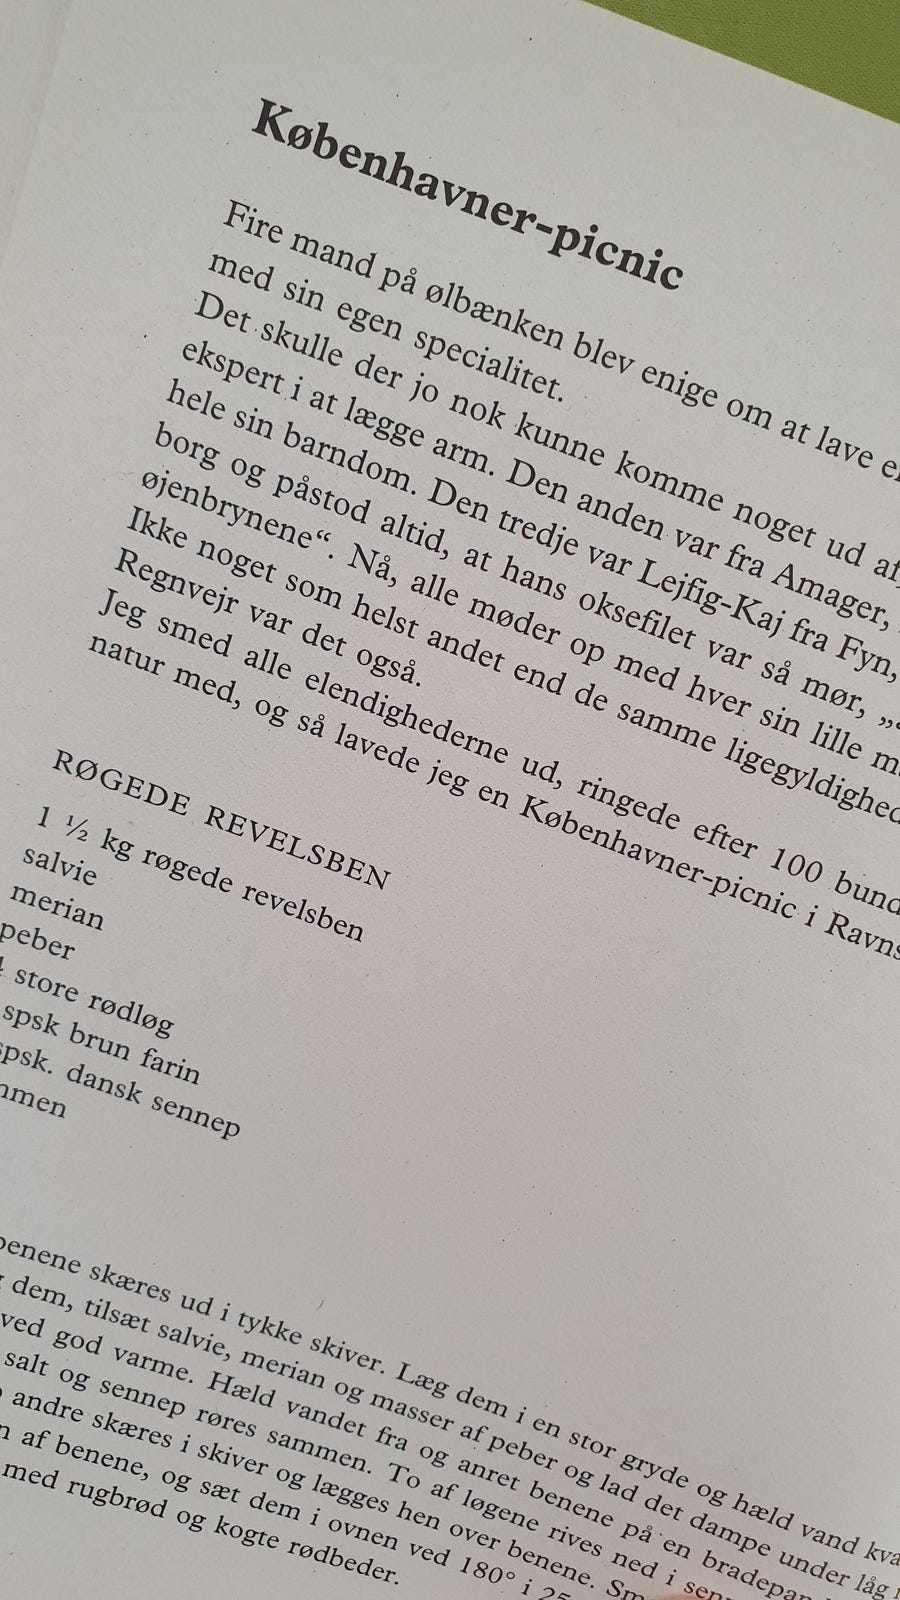 Københavner-picnic
Fire mand på ølbænken blev enige om at lave
med sin egen specialitet.
Det skulle der jo nok kunne komme noget ud
ekspert i at lægge arm. Den anden var fra Amager,
hele sin barndom. Den tredje var Lejfig-Kaj fra Fyn,
borg og påstod altid, at hans oksefilet var så mør, „
øjenbrynene“. Nå, alle møder op med hver sin lille
Ikke noget som helst andet end de samme
Regnvejr var det også.
Jeg smed alle elendighederne ud, ringede efter 100
natur med, og så lavede jeg en Københavner-picnic i
RØGEDE REVELSBEN
1 ½ kg røgede revelsben
salvie
merian
peber
4 store rødløg
spsk brun farin
spsk. dansk sennep
skæres ud i tykke skiver. Læg dem i en stor gryde og hæld vand
dem, tilsæt salvie, merian og masser af peber og lad det dampe under låg
ved god varme. Hæld vandet fra og anret benene på en
salt og sennep røres sammen. To af løgene rives ned i
andre skæres i skiver og lægges hen over benene.
af benene, og sæt dem i ovnen ved 180° i
med rugbrød og kogte rødbeder.